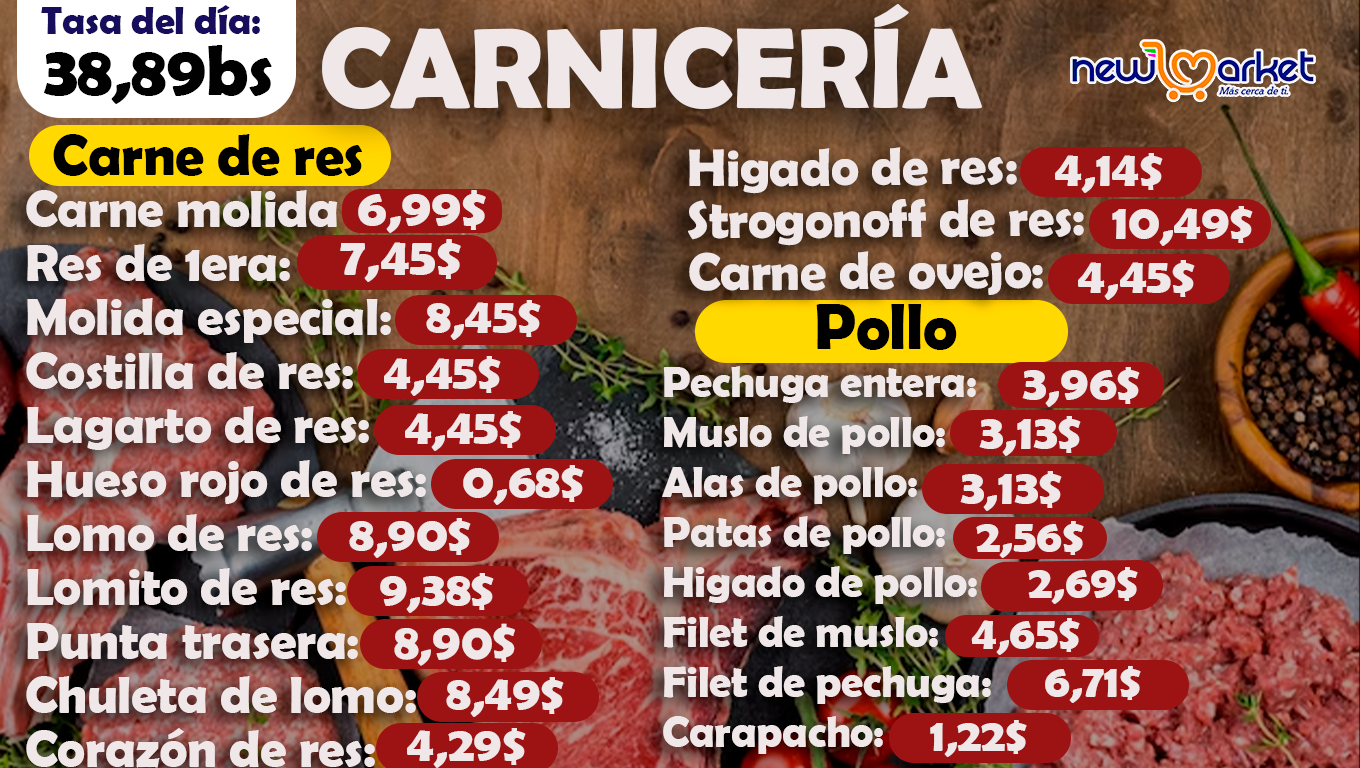 Tasa del día:
38,89bs
CARNICERÍA
new market
Más cerca de ti.
Carne de res
Carne molida 6,99$
Res de 1era: 7,45$
Molida especial: 8,45$
Costilla de res: 4,45$
Lagarto de res: 4,45$
Hueso rojo de res: 0,68$
Lomo de res: 8,90$
Lomito de res: 9,38$
Punta trasera: 8,90$
Chuleta de lomo: 8,49$
Corazón de res: 4,29$
Higado de res: 4,14$
Strogonoff de res: 10,49$
Carne de ovejo: 4,45$
Pollo
Pechuga entera: 3,96$
Muslo de pollo: 3,13$
Alas de pollo: 3,13$
Patas de pollo: 2,56$
Higado de pollo: 2,69$
Filet de muslo: 4,65$
Filet de pechuga: 6,71$
Carapacho: 1,22$